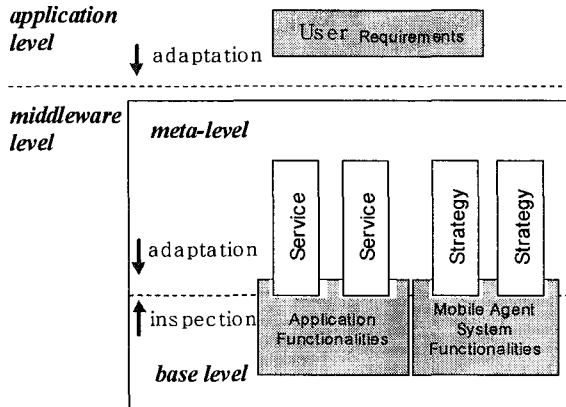 application
level
User Requirements
adaptation
middleware
level
meta-level
Service
Service
Strategy
Strategy
adaptation
inspection
Application
Functionalities
Mobile Agent
System
Functionalities
base level